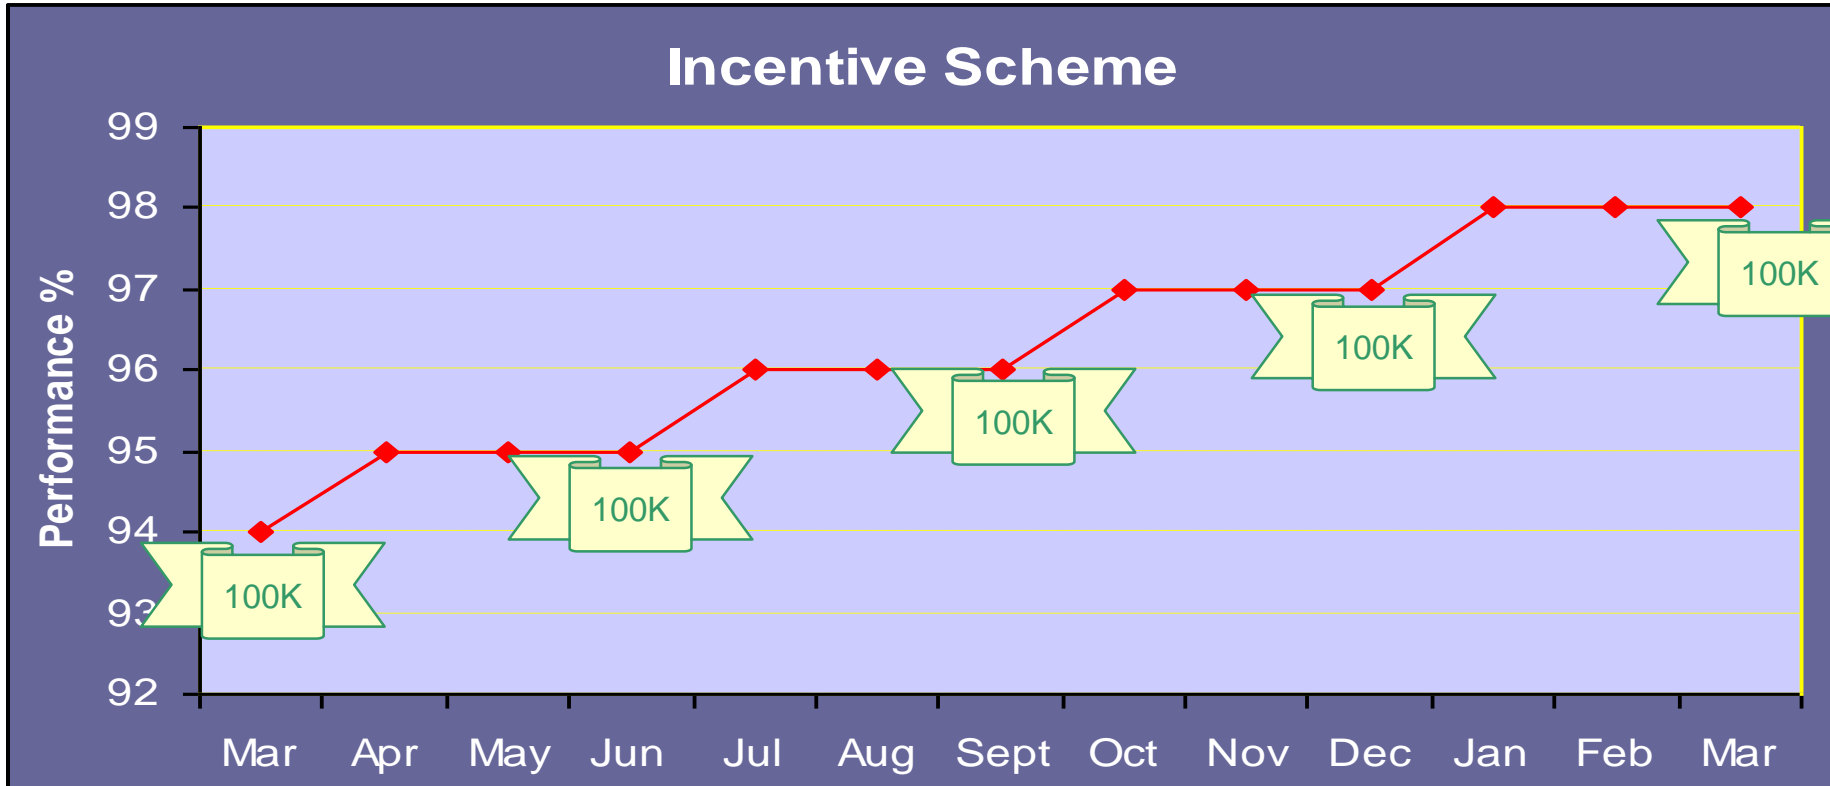 Incentive Scheme
Performance %
99
98
97
96
95
94
93
92
100K
100K
100K
100K
100K
Mar Apr May Jun Jul Aug Sept Oct Nov Dec Jan Feb Mar